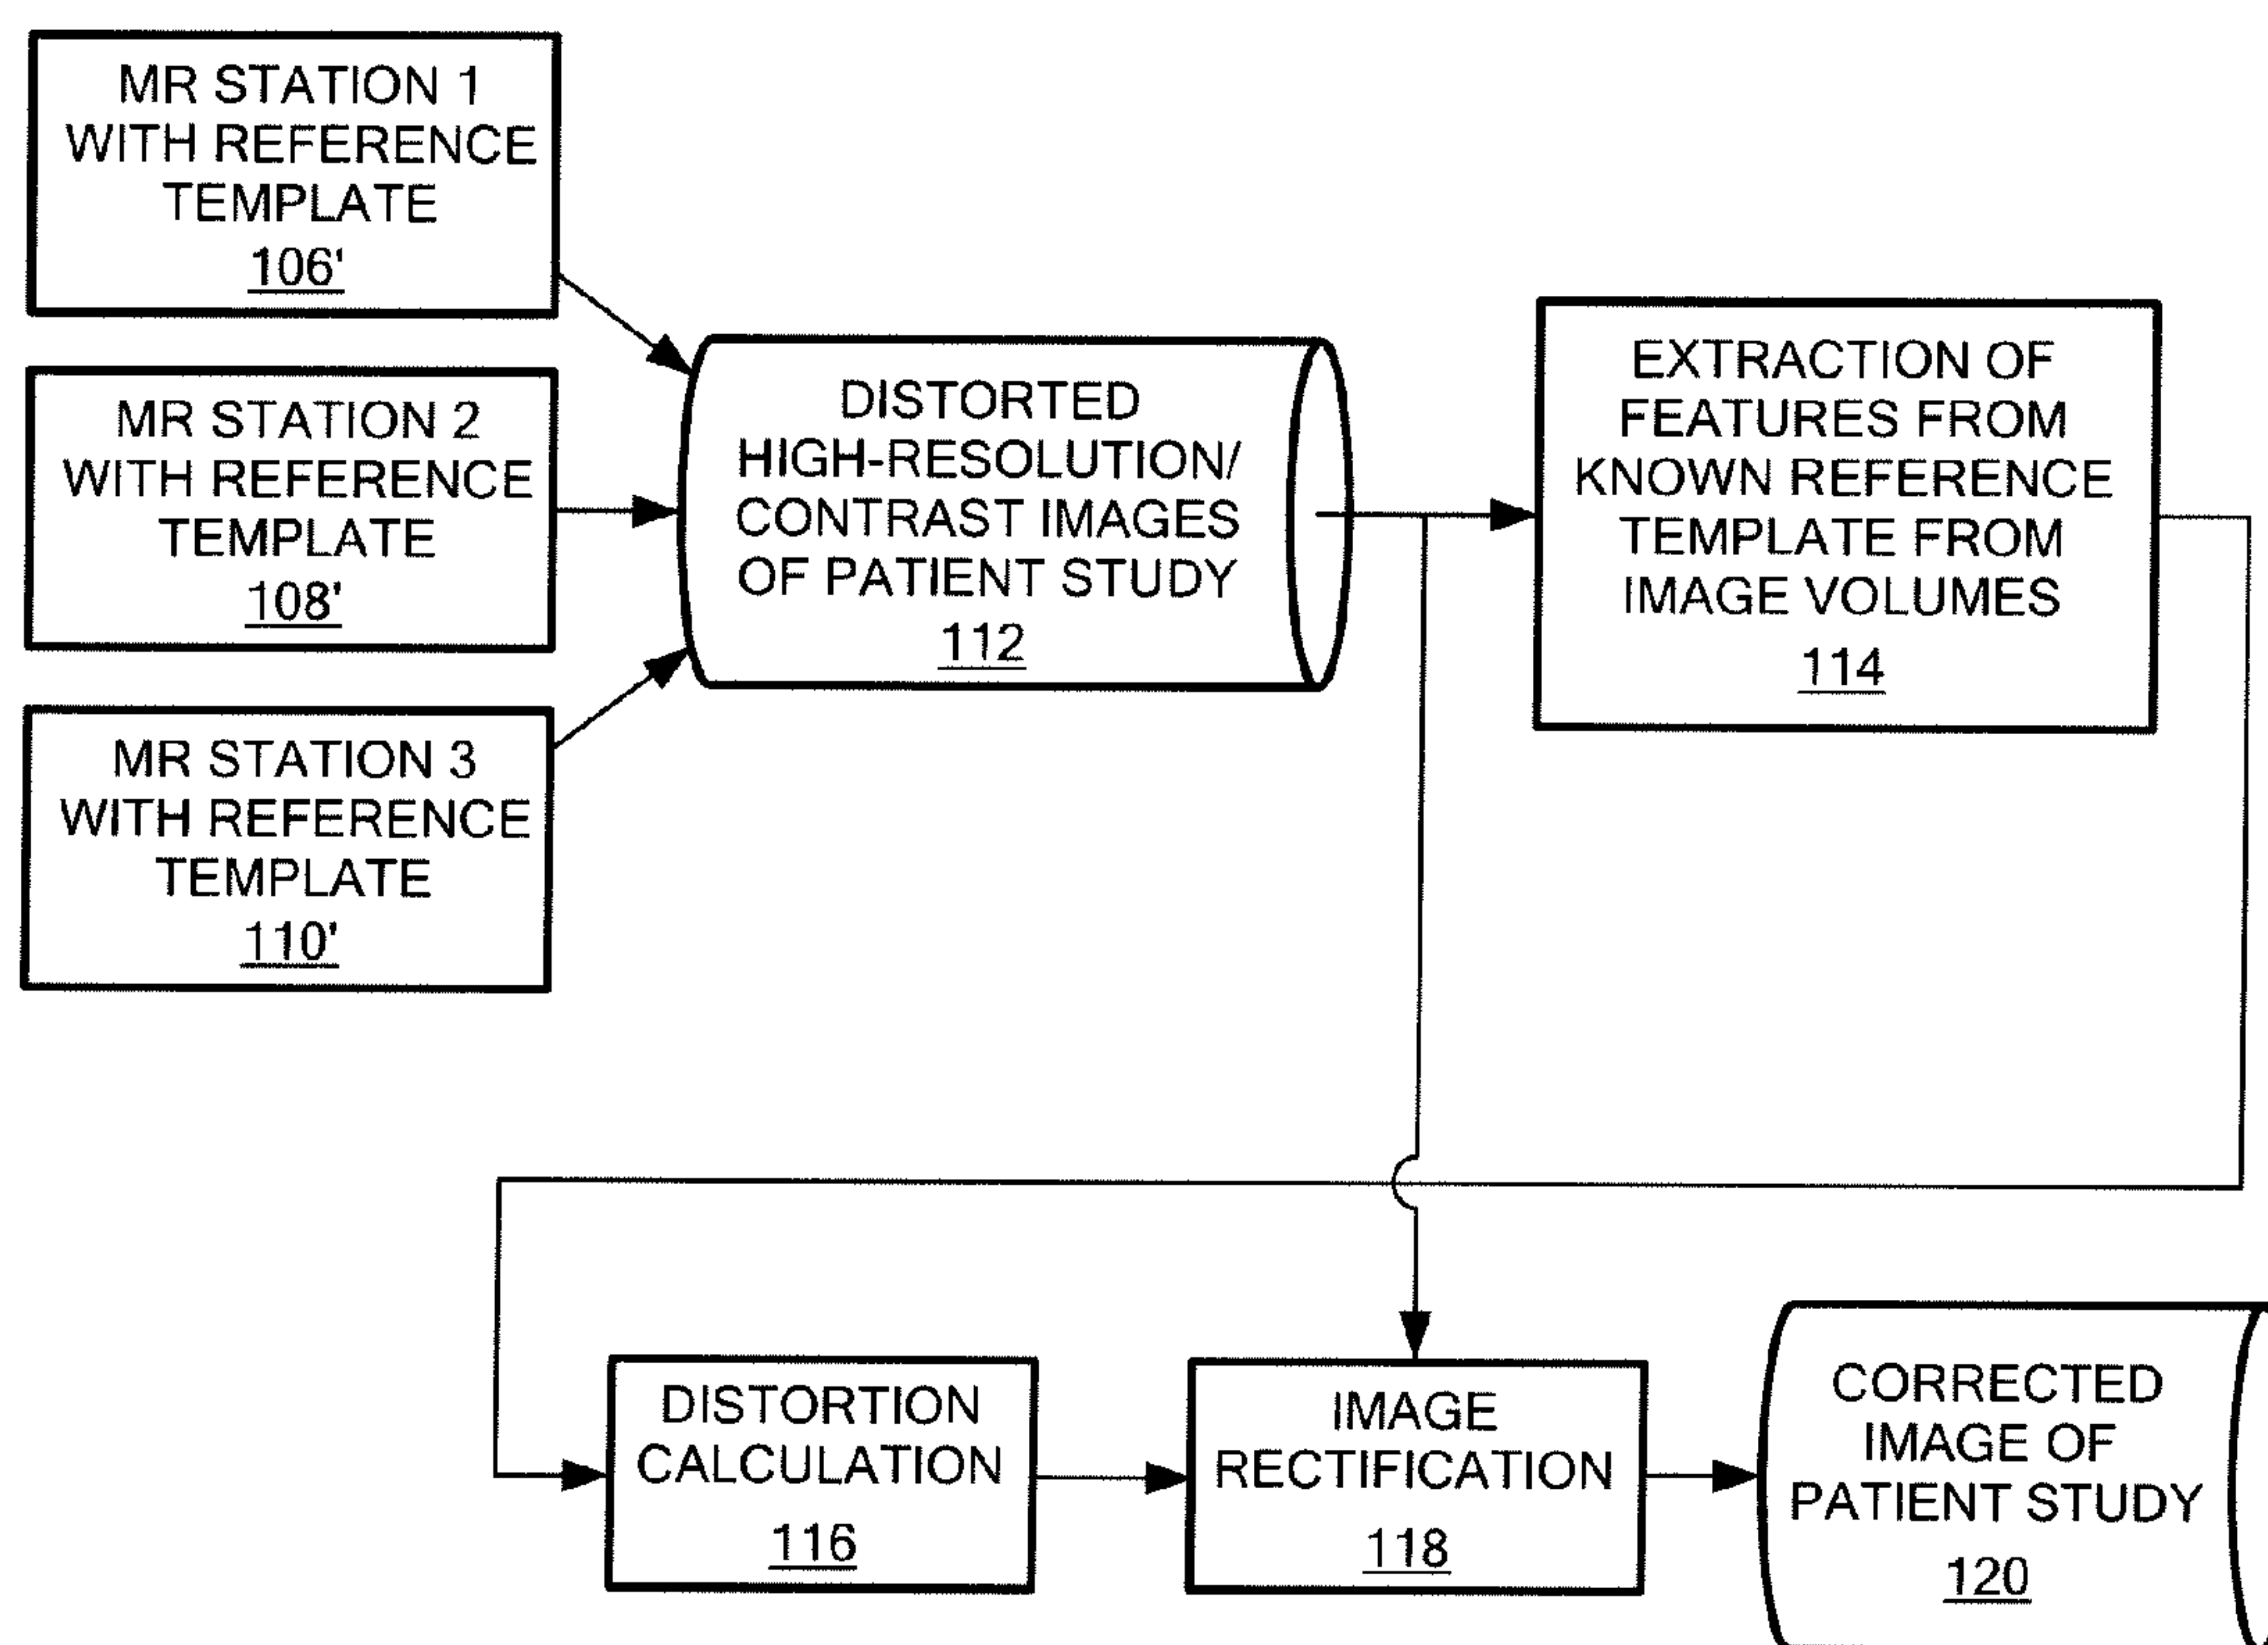 MR STATION 1
WITH REFERENCE
TEMPLATE
106'
MR STATION 2
WITH REFERENCE
TEMPLATE
108'
MR STATION 3
WITH REFERENCE
TEMPLATE
110'
DISTORTED
HIGH-RESOLUTION/
CONTRAST IMAGES
OF PATIENT STUDY
112
EXTRACTION OF
FEATURES FROM
KNOWN REFERENCE
TEMPLATE FROM
IMAGE VOLUMES
114
DISTORTION
CALCULATION
116
IMAGE
RECTIFICATION
118
CORRECTED
IMAGE OF
PATIENT STUDY
120